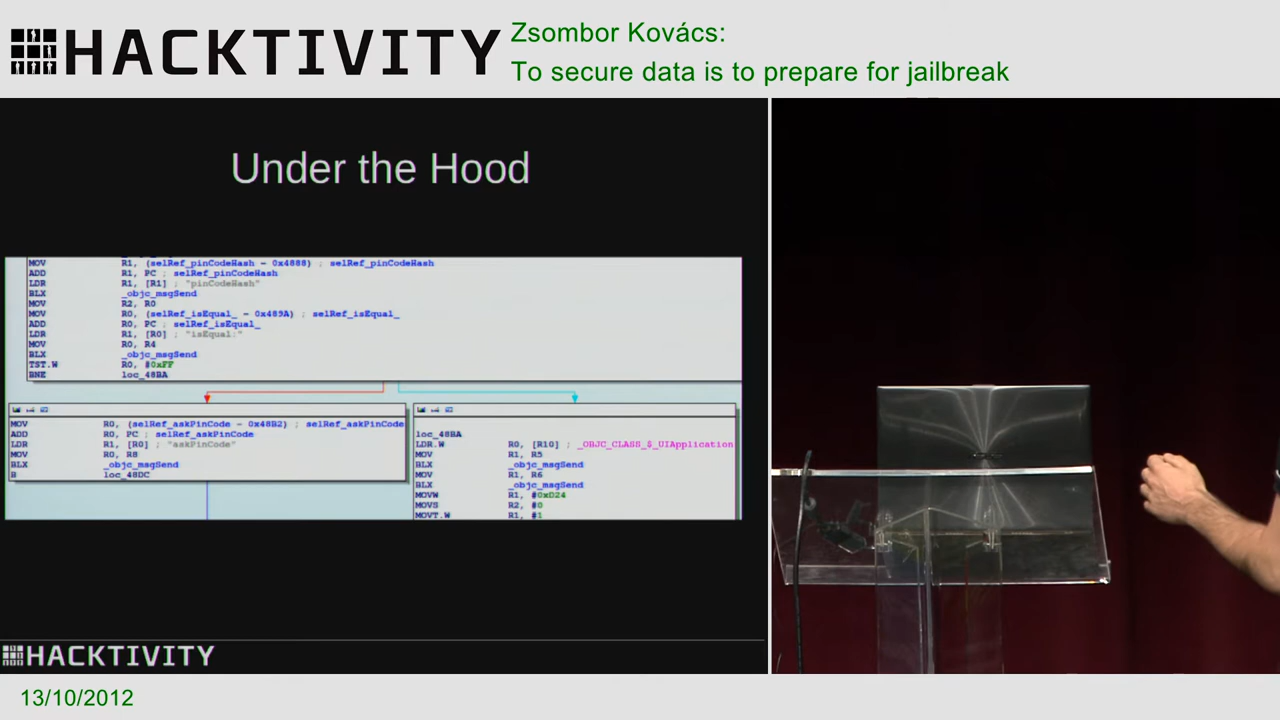 HACKTIVITY
Zsombor Kovács:
To secure data is to prepare for jailbreak
Under the Hood
MOV R1, (selRef_pinCodeHash - 0x4888) ; selRef_pinCodeHash
ADD R1, PC ; selRef_pinCodeHash
LDR R1, [R1] ; "pinCodeHash"
BLX _objc_msgSend
MOV R2, R0
MOV R0, (selRef_isEqual_ - 0x489A) ; selRef_isEqual_
ADD R0, PC ; selRef_isEqual_
LDR R1, [R0] ; "isEqual:"
MOV R0, R4
BLX _objc_msgSend
TST.W R0, #0xFF
BNE loc_48BA
MOV R0, (selRef_askPinCode - 0x48B2) ; selRef_askPinCode
ADD R0, PC ; selRef_askPinCode
LDR R1, [R0] ; "askPinCode"
MOV R0, R8
BLX _objc_msgSend
B loc_48DC
loc_48BA
LDR.W R0, [R10] ; _OBJC_CLASS_$_UIApplication
MOV R1, R5
BLX _objc_msgSend
MOV R1, R6
BLX _objc_msgSend
MOVW R1, #0xD24
MOVS R2, #0
MOVT.W R1, #1
HACKTIVITY
13/10/2012